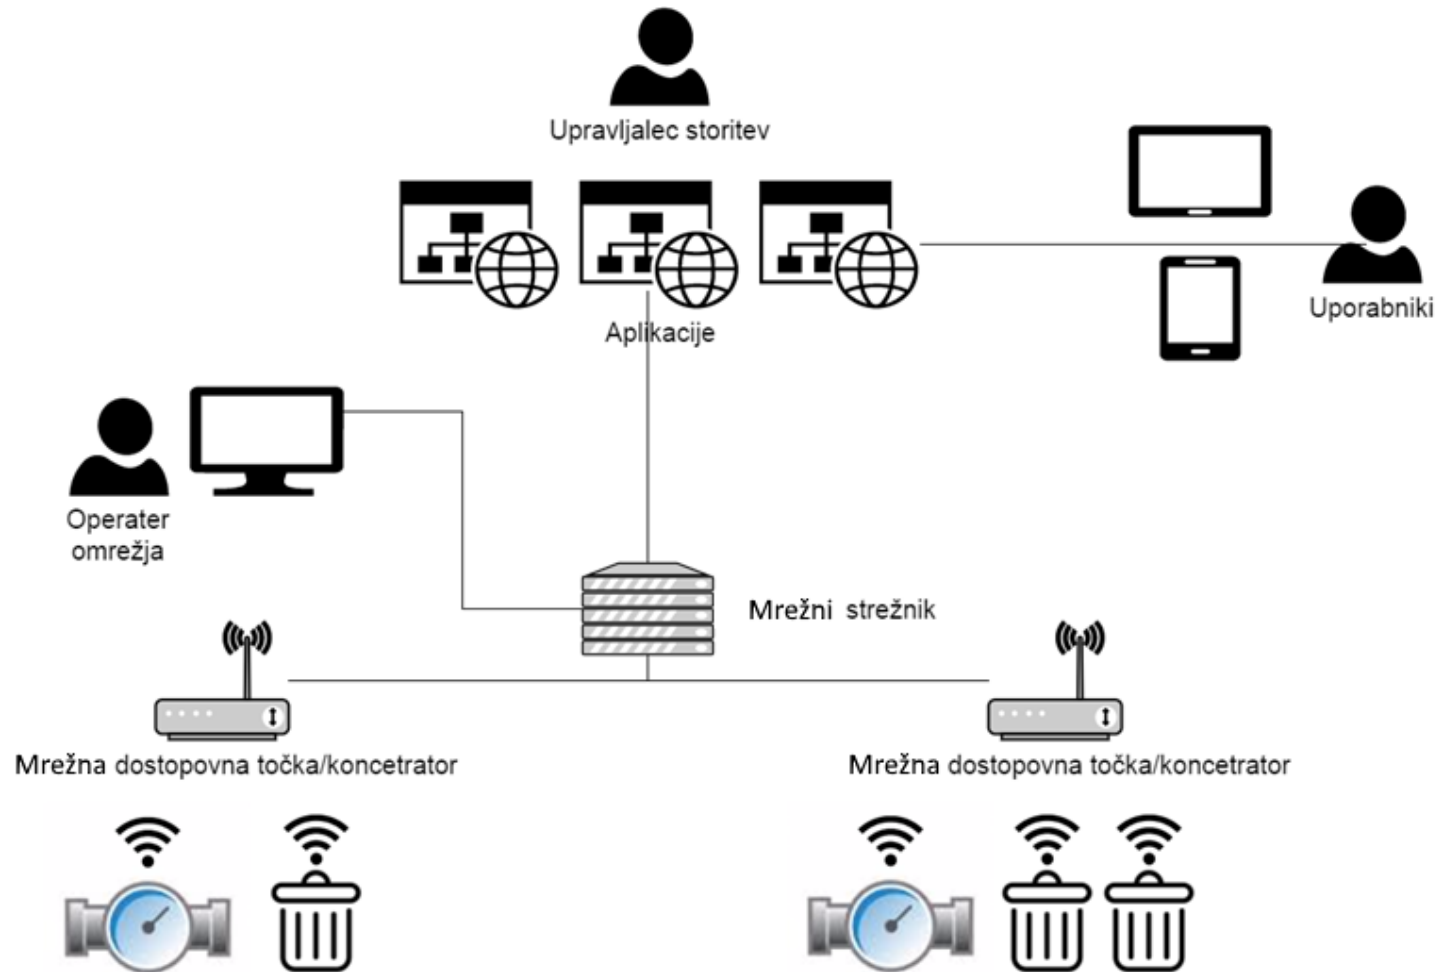 Upravljalec storitev
Aplikacije
Uporabniki
Operater
omrežja
Mrežni strežnik
Mrežna dostopovna točka/koncetrator
Mrežna dostopovna točka/koncetrator